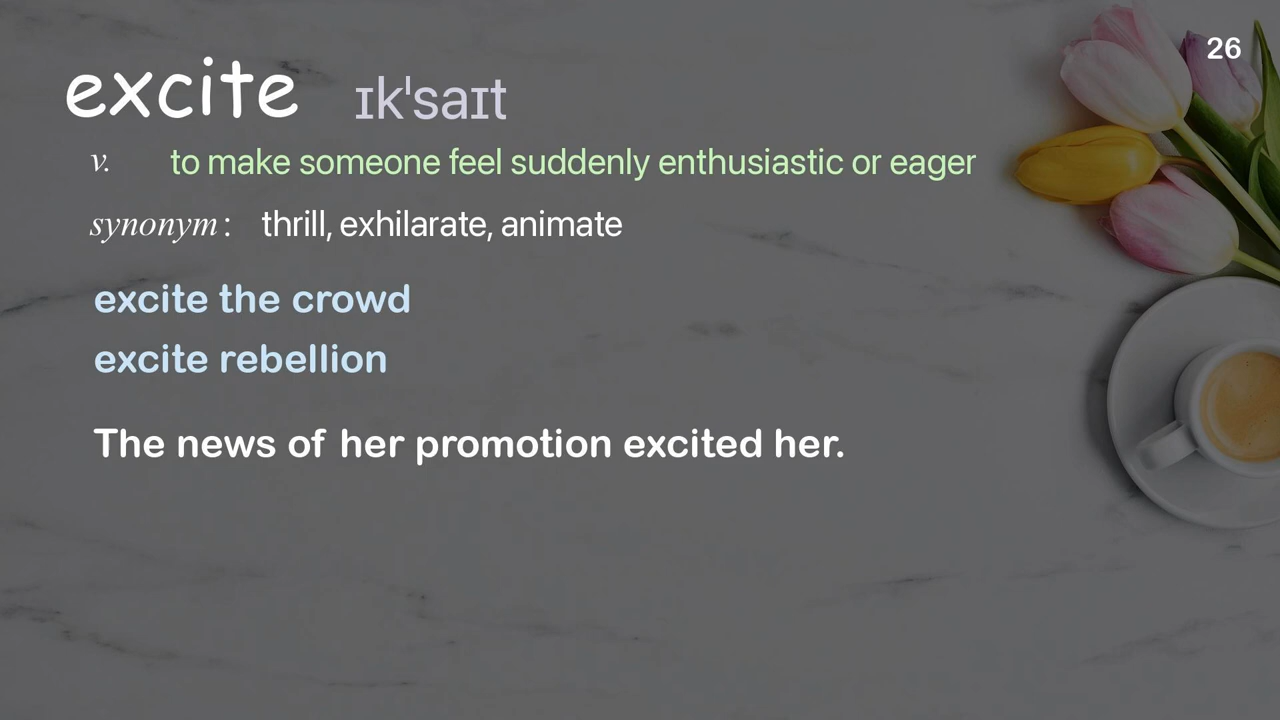 26
excite ɪkˈsaɪt
v. to make someone feel suddenly enthusiastic or eager
synonym: thrill, exhilarate, animate
excite the crowd
excite rebellion
The news of her promotion excited her.